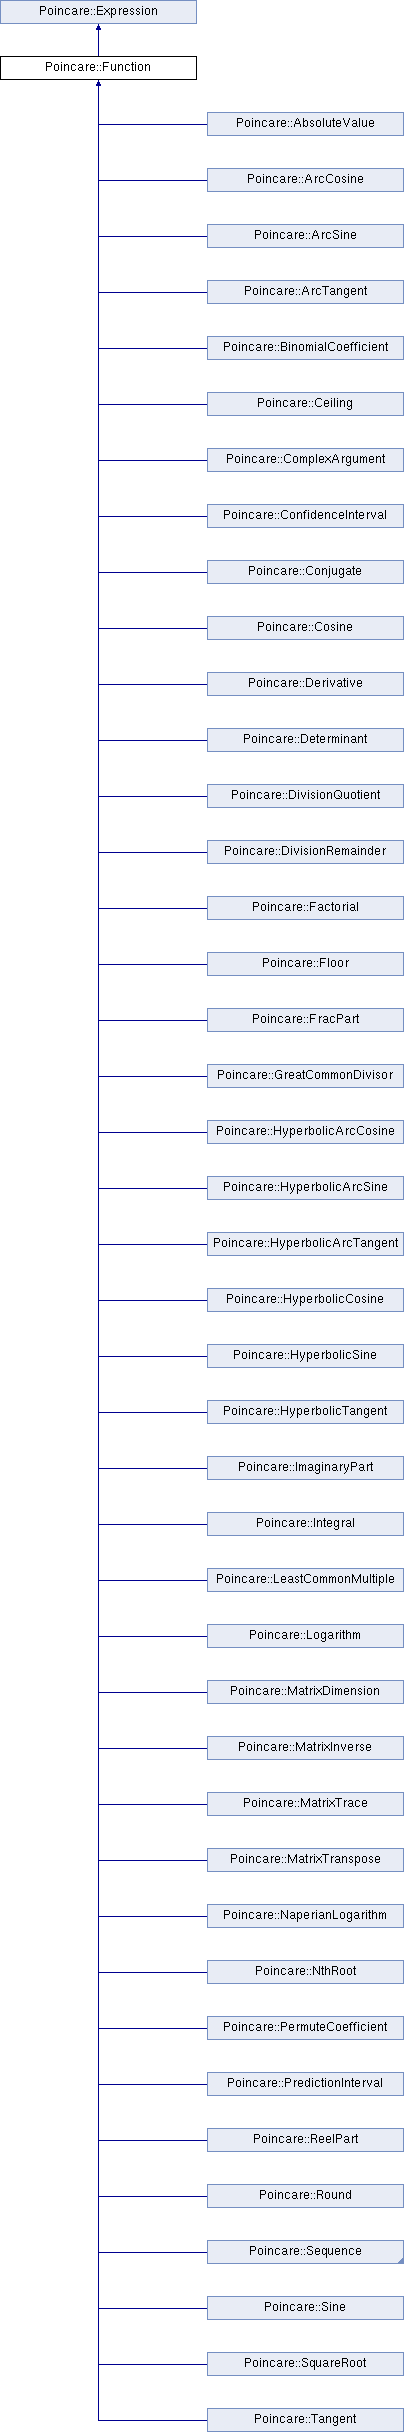 Poincare::Expression
Poincare::Function
Poincare::AbsoluteValue
Poincare::ArcCosine
Poincare::ArcSine
Poincare::ArcTangent
Poincare::BinomialCoefficient
Poincare::Ceiling
Poincare::ComplexArgument
Poincare::ConfidenceInterval
Poincare::Conjugate
Poincare::Cosine
Poincare::Derivative
Poincare::Determinant
Poincare::DivisionQuotient
Poincare::DivisionRemainder
Poincare::Factorial
Poincare::Floor
Poincare::FracPart
Poincare::GreatCommonDivisor
Poincare::HyperbolicArcCosine
Poincare::HyperbolicArcSine
Poincare::HyperbolicArcTangent
Poincare::HyperbolicCosine
Poincare::HyperbolicSine
Poincare::HyperbolicTangent
Poincare::ImaginaryPart
Poincare::Integral
Poincare::LeastCommonMultiple
Poincare::Logarithm
Poincare::MatrixDimension
Poincare::MatrixInverse
Poincare::MatrixTrace
Poincare::MatrixTranspose
Poincare::NaperianLogarithm
Poincare::NthRoot
Poincare::PermuteCoefficient
Poincare::PredictionInterval
Poincare::ReelPart
Poincare::Round
Poincare::Sequence
Poincare::Sine
Poincare::SquareRoot
Poincare::Tangent